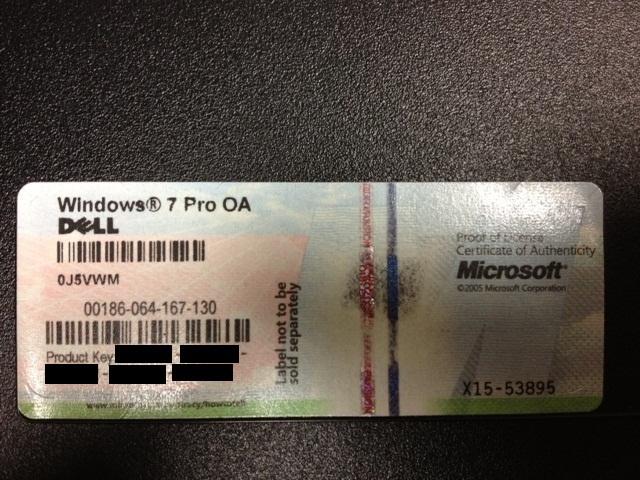 Windows® 7 Pro OA
DELL
0J5VWM
00186-064-167-130
Product Key:
Label not to be
sold separately
Proof of License
Certificate of Authenticity
Microsoft®
©2005 Microsoft Corporation
X15-53895